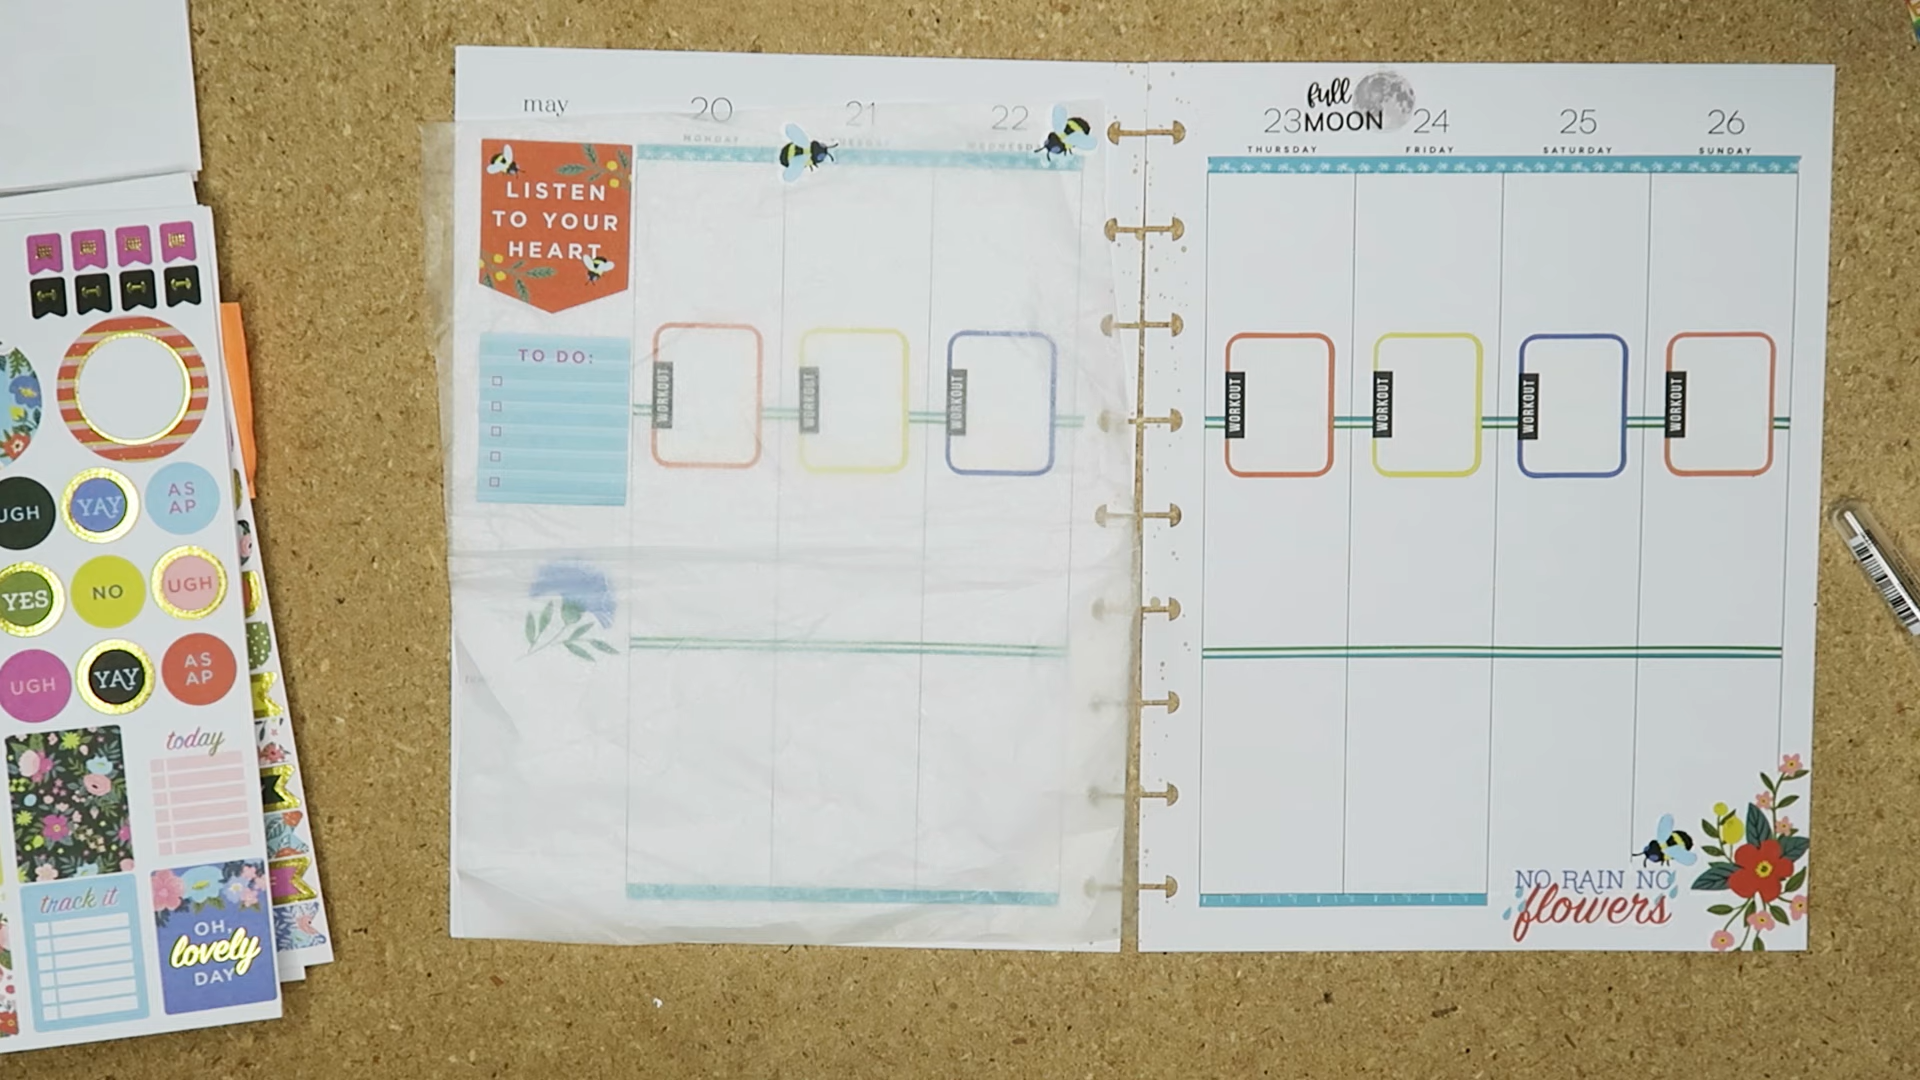 may
20
21
22
MONDAY
TUESDAY
WEDNESD
LISTEN
TO YOUR
HEART
TO DO:
WORKOUT
WORKOUT
WORKOUT
full
MOON
23
24
25
26
THURSDAY
FRIDAY
SATURDAY
SUNDAY
WORKOUT
WORKOUT
WORKOUT
WORKOUT
NO RAIN NO
flowers
UGH
YAY
AS
AP
YES
NO
UGH
UGH
YAY
AS
AP
today
track it
OH,
lovely
DAY